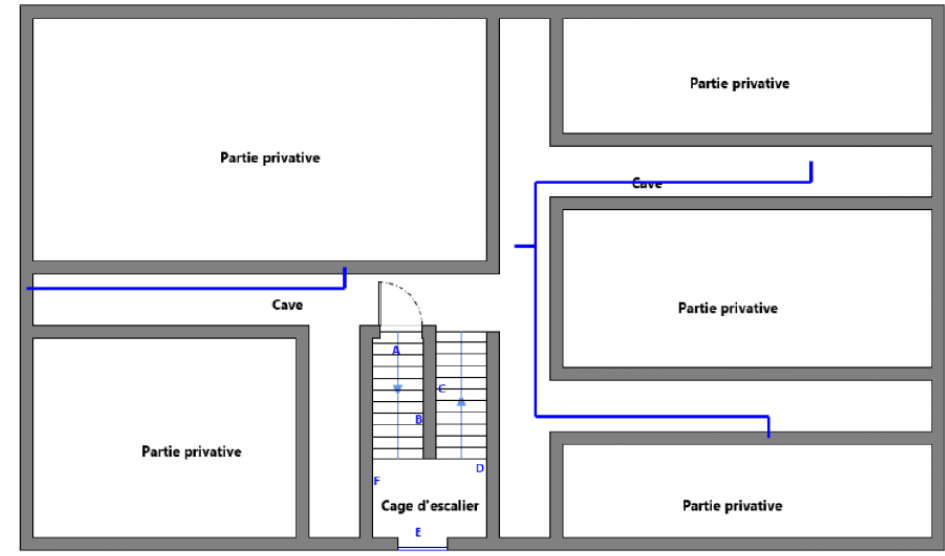 Partie privative
Partie privative
Cave
Cave
Partie privative
A
C
B
Partie privative
D
F
Cage d'escalier
Partie privative
E